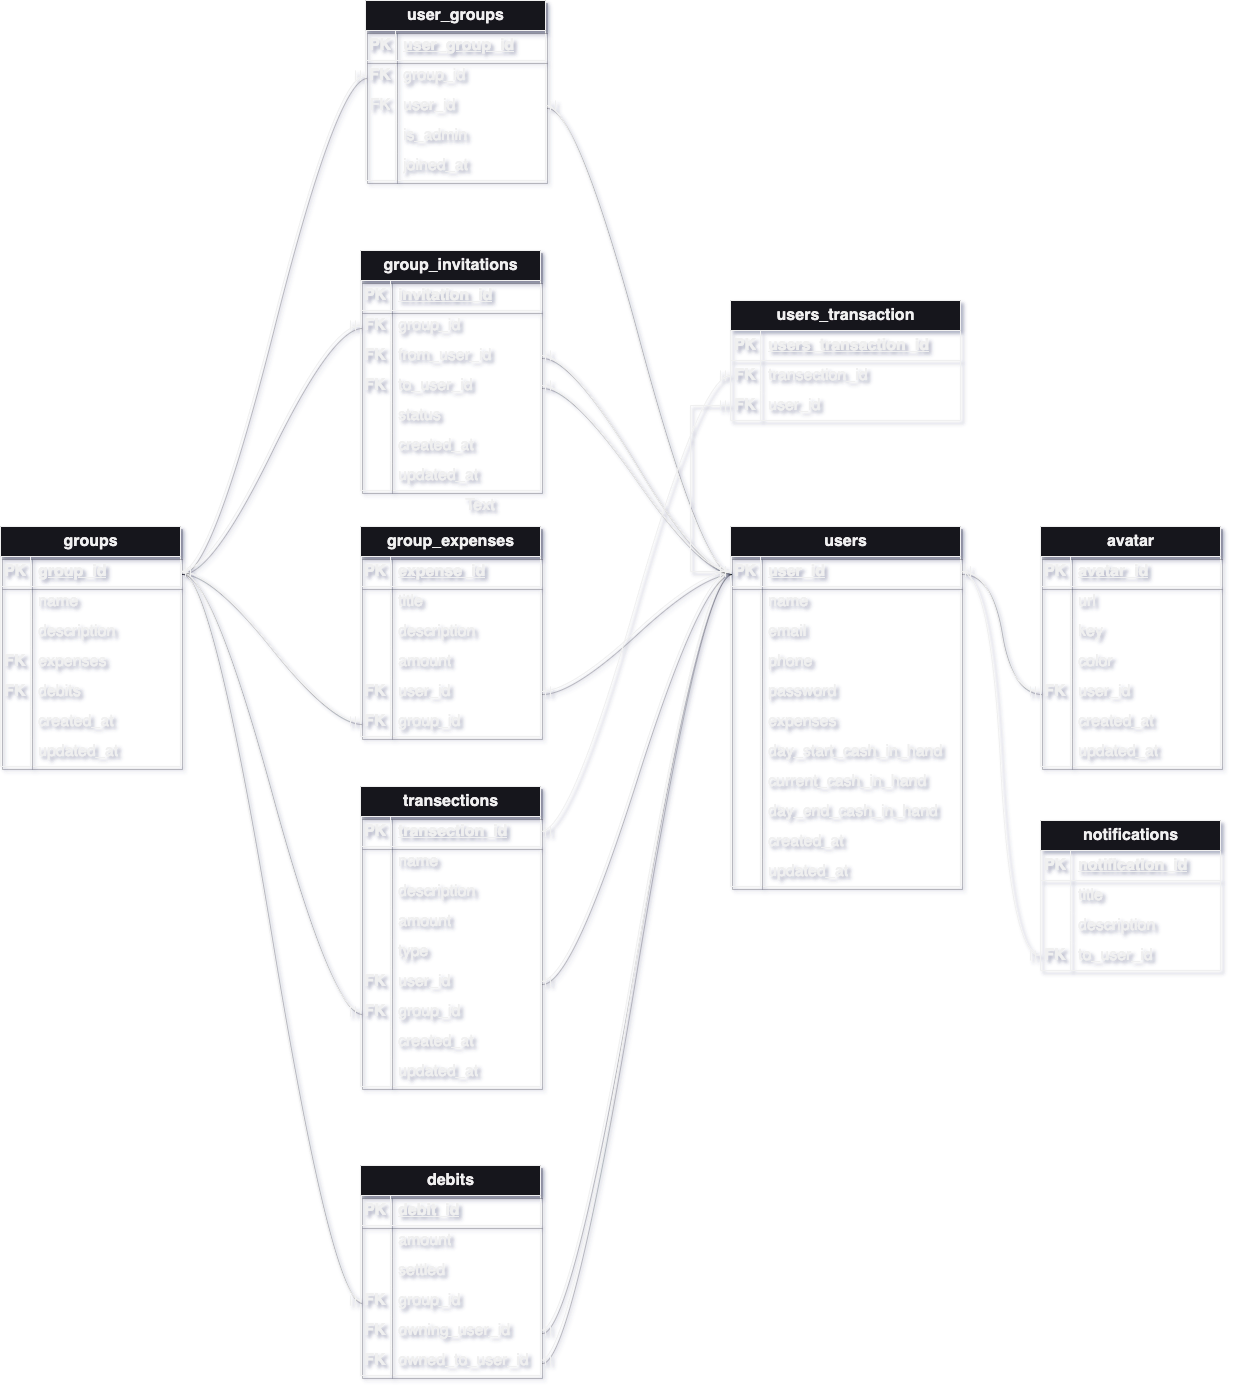 user_groups
PK user_group_id
FK group_id
FK user_id
is_admin
joined_at
group_invitations
PK invitation_id
FK group_id
FK from_user_id
FK to_user_id
status
created_at
updated_at
Text
users_transaction
PK users_transaction_id
FK transection_id
FK user_id
groups
PK group_id
name
description
FK expenses
FK debits
created_at
updated_at
group_expenses
PK expense_id
title
description
amount
FK user_id
FK group_id
users
PK user_id
name
email
phone
password
expenses
day_start_cash_in_hand
current_cash_in_hand
day_end_cash_in_hand
created_at
updated_at
avatar
PK avatar_id
url
key
color
FK user_id
created_at
updated_at
transections
PK transection_id
name
description
amount
type
FK user_id
FK group_id
created_at
updated_at
notifications
PK notification_id
title
description
FK to_user_id
debits
PK debit_id
amount
settled
FK group_id
FK owning_user_id
FK owned_to_user_id